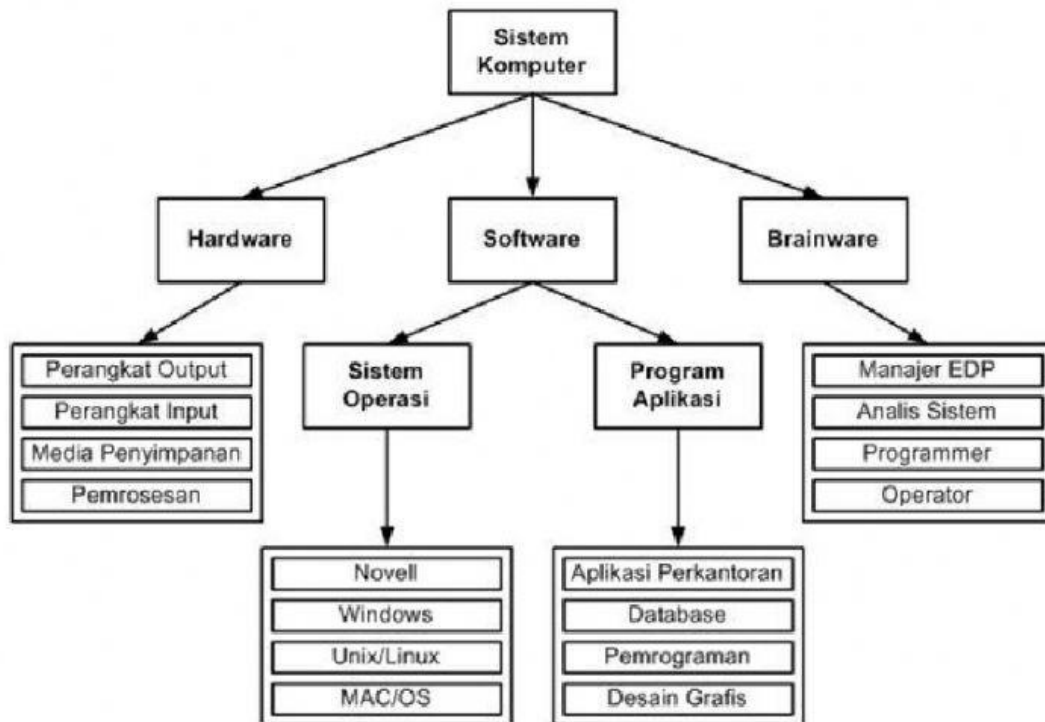 Sistem
Komputer
Hardware
Software
Brainware
Perangkat Output
Perangkat Input
Media Penyimpanan
Pemrosesan
Sistem
Operasi
Program
Aplikasi
Manajer EDP
Analis Sistem
Programmer
Operator
Novell
Windows
Unix/Linux
MAC/OS
Aplikasi Perkantoran
Database
Pemrograman
Desain Grafis